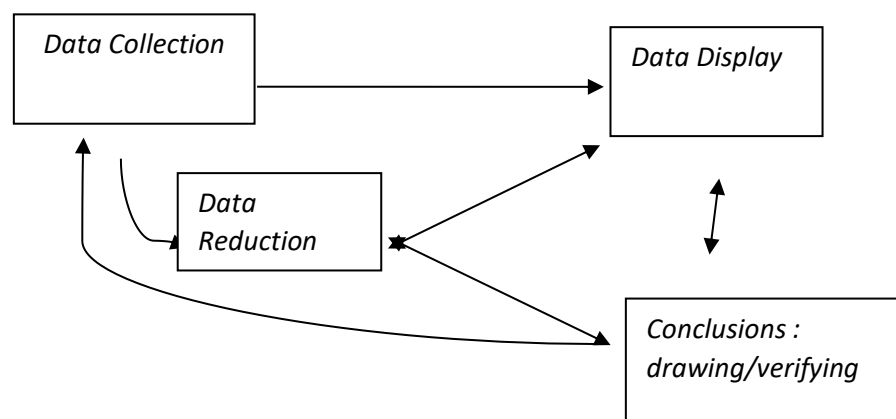 Data Collection
Data Display
Data
Reduction
Conclusions :
drawing/verifying